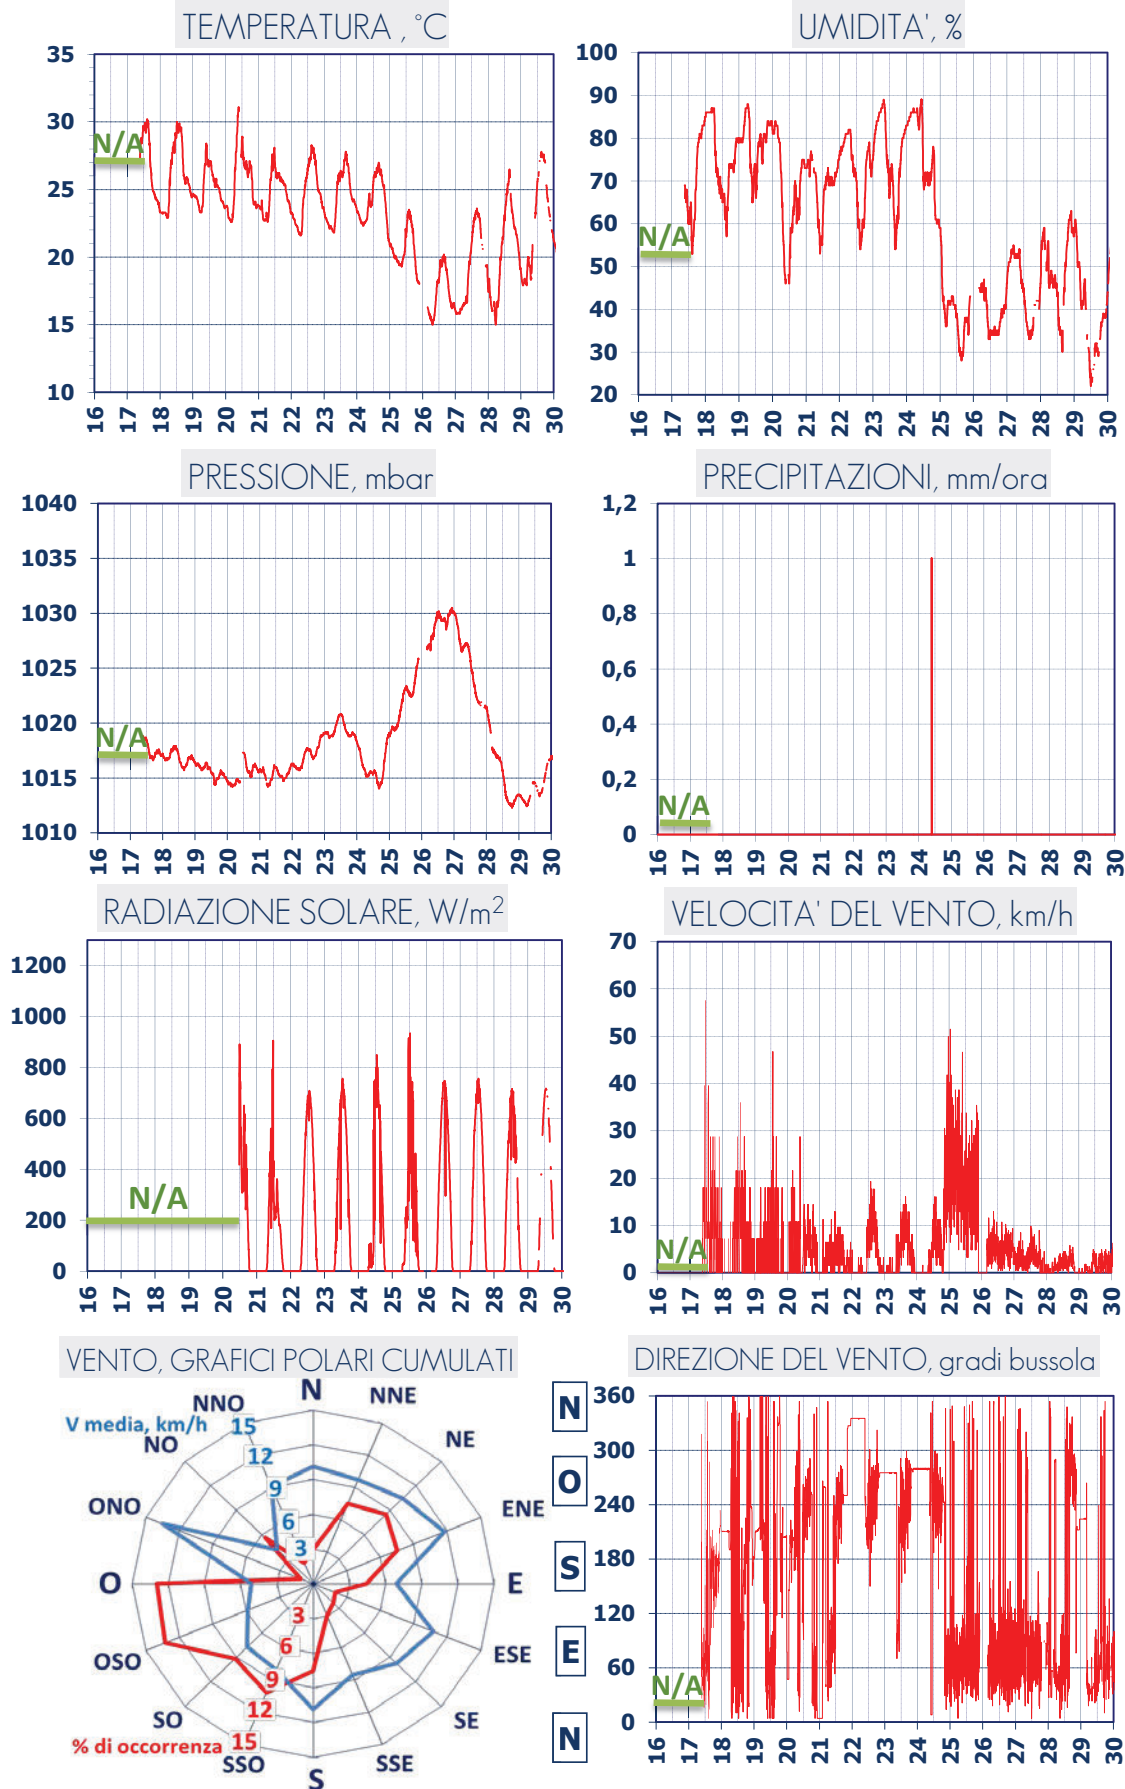 TEMPERATURA , °C
35
30
25
20
15
10
N/A
16 17 18 19 20 21 22 23 24 25 26 27 28 29 30
UMIDITA', %
100
90
80
70
60
50
40
30
20
N/A
16 17 18 19 20 21 22 23 24 25 26 27 28 29 30
PRESSIONE, mbar
1040
1035
1030
1025
1020
1015
1010
N/A
16 17 18 19 20 21 22 23 24 25 26 27 28 29 30
PRECIPITAZIONI, mm/ora
1,2
1
0,8
0,6
0,4
0,2
0
N/A
16 17 18 19 20 21 22 23 24 25 26 27 28 29 30
RADIAZIONE SOLARE, W/m²
1200
1000
800
600
400
200
0
N/A
16 17 18 19 20 21 22 23 24 25 26 27 28 29 30
VELOCITA' DEL VENTO, km/h
70
60
50
40
30
20
10
0
N/A
16 17 18 19 20 21 22 23 24 25 26 27 28 29 30
VENTO, GRAFICI POLARI CUMULATI
N
NNE
NE
ENE
E
ESE
SE
SSE
S
SSO
SO
OSO
O
ONO
NO
NNO
V media, km/h
15
12
9
6
3
3
6
9
12
15
% di occorrenza
DIREZIONE DEL VENTO, gradi bussola
N
O
S
E
N
360
300
240
180
120
60
0
N/A
16 17 18 19 20 21 22 23 24 25 26 27 28 29 30